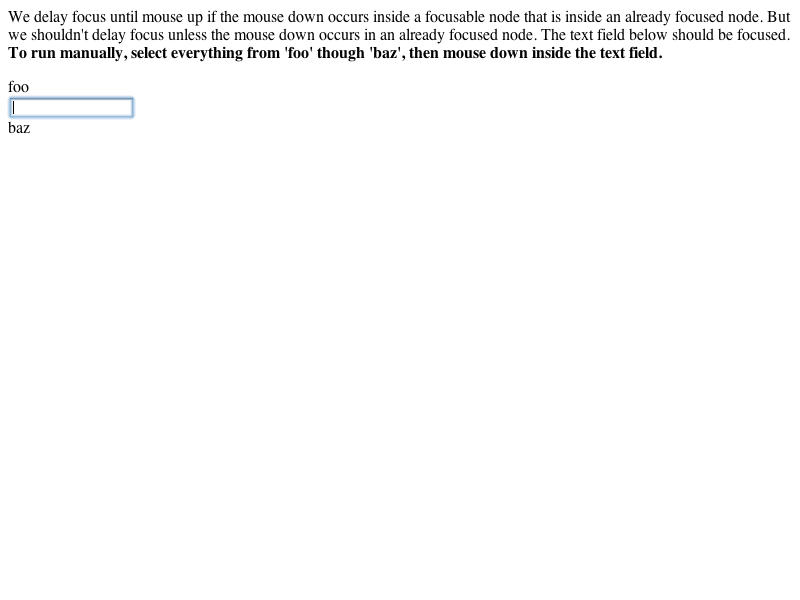 We delay focus until mouse up if the mouse down occurs inside a focusable node that is inside an already focused node. But
we shouldn't delay focus unless the mouse down occurs in an already focused node. The text field below should be focused.
To run manually, select everything from 'foo' though 'baz', then mouse down inside the text field.
foo
baz